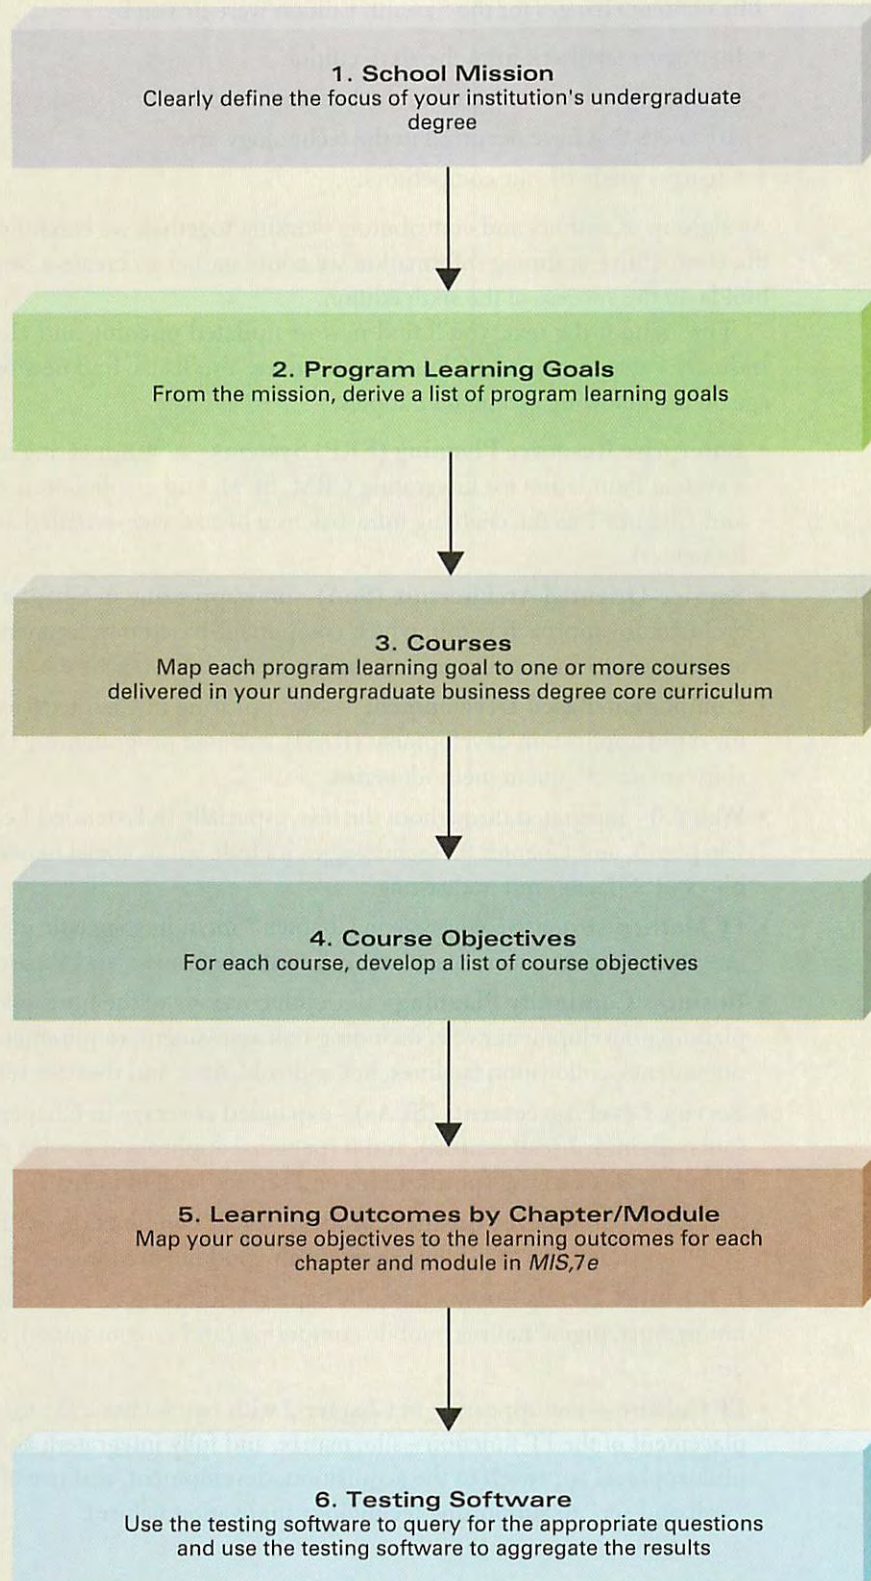 1. School Mission
Clearly define the focus of your institution's undergraduate
degree
2. Program Learning Goals
From the mission, derive a list of program learning goals
3. Courses
Map each program learning goal to one or more courses
delivered in your undergraduate business degree core curriculum
4. Course Objectives
For each course, develop a list of course objectives
5. Learning Outcomes by Chapter/Module
Map your course objectives to the learning outcomes for each
chapter and module in MIS,7e
6. Testing Software
Use the testing software to query for the appropriate questions
and use the testing software to aggregate the results